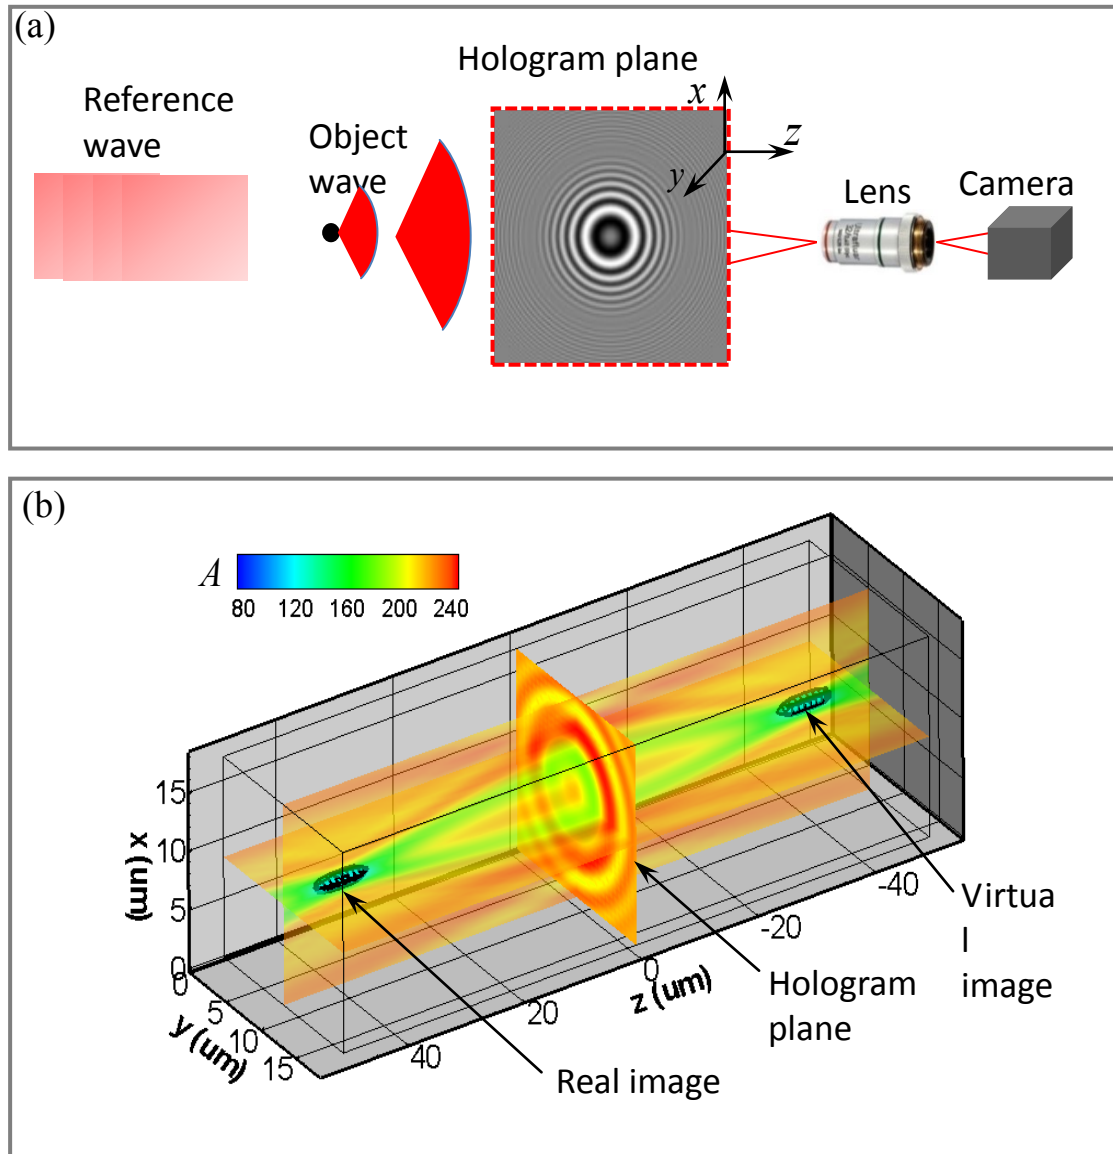 (a)
Hologram plane
Reference
wave
Object
wave
x
z
y
Lens
Camera
(b)
A
80 120 160 200 240
15
10
5
0
x (um)
0
5
10
15
y (um)
40
20
0
-20
-40
z (um)
Virtua
l
image
Hologram
plane
Real image